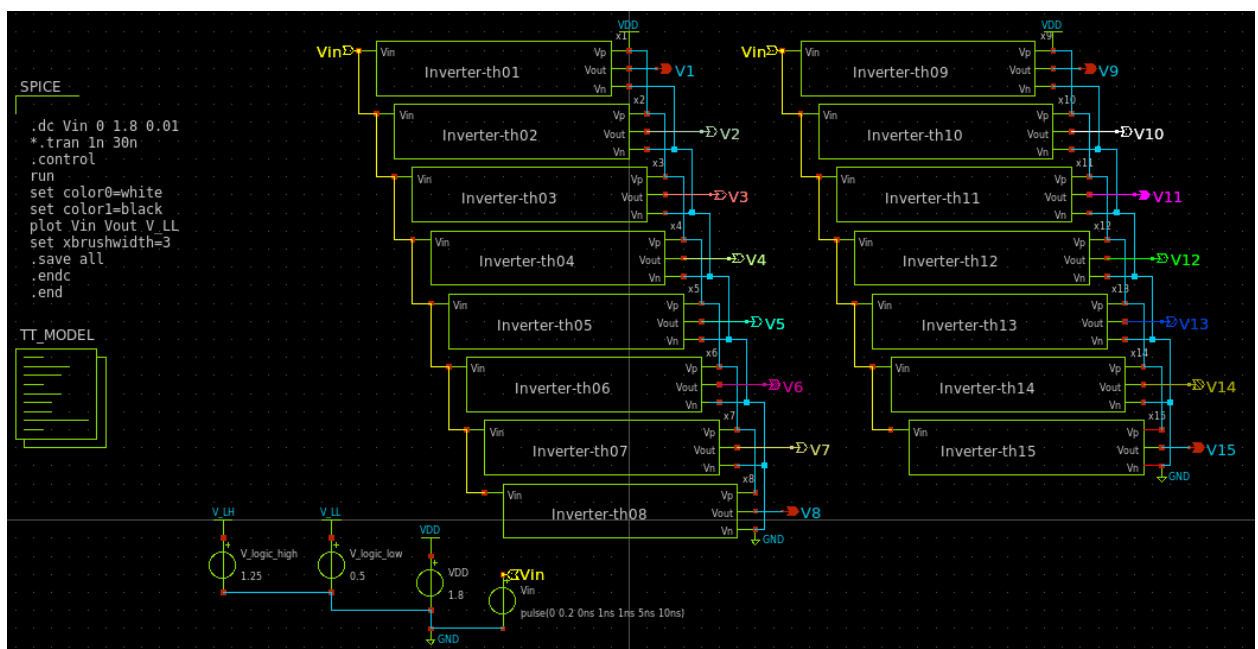 SPICE
.dc Vin 0 1.8 0.01
*.tran 1n 30n
.control
run
set color0=white
set color1=black
plot Vin Vout V_LL
set xbrushwidth=3
.save all
.endc
.end
TT_MODEL
VDD
x1
Vin
Vin
Inverter-th01
Vp
Vout
Vn
V1
x2
Vin
Inverter-th02
Vp
Vout
Vn
V2
x3
Vin
Inverter-th03
Vp
Vout
Vn
V3
x4
Vin
Inverter-th04
Vp
Vout
Vn
V4
x5
Vin
Inverter-th05
Vp
Vout
Vn
V5
x6
Vin
Inverter-th06
Vp
Vout
Vn
V6
x7
Vin
Inverter-th07
Vp
Vout
Vn
V7
x8
Vin
Inverter-th08
Vp
Vout
Vn
V8
GND
VDD
x9
Vin
Vin
Inverter-th09
Vp
Vout
Vn
V9
x10
Vin
Inverter-th10
Vp
Vout
Vn
V10
x11
Vin
Inverter-th11
Vp
Vout
Vn
V11
x12
Vin
Inverter-th12
Vp
Vout
Vn
V12
x13
Vin
Inverter-th13
Vp
Vout
Vn
V13
x14
Vin
Inverter-th14
Vp
Vout
Vn
V14
x15
Vin
Inverter-th15
Vp
Vout
Vn
V15
GND
V_LH
V_logic_high
1.25
V_LL
V_logic_low
0.5
VDD
VDD
1.8
Vin
Vin
pulse(0 0.2 0ns 1ns 1ns 5ns 10ns)
GND